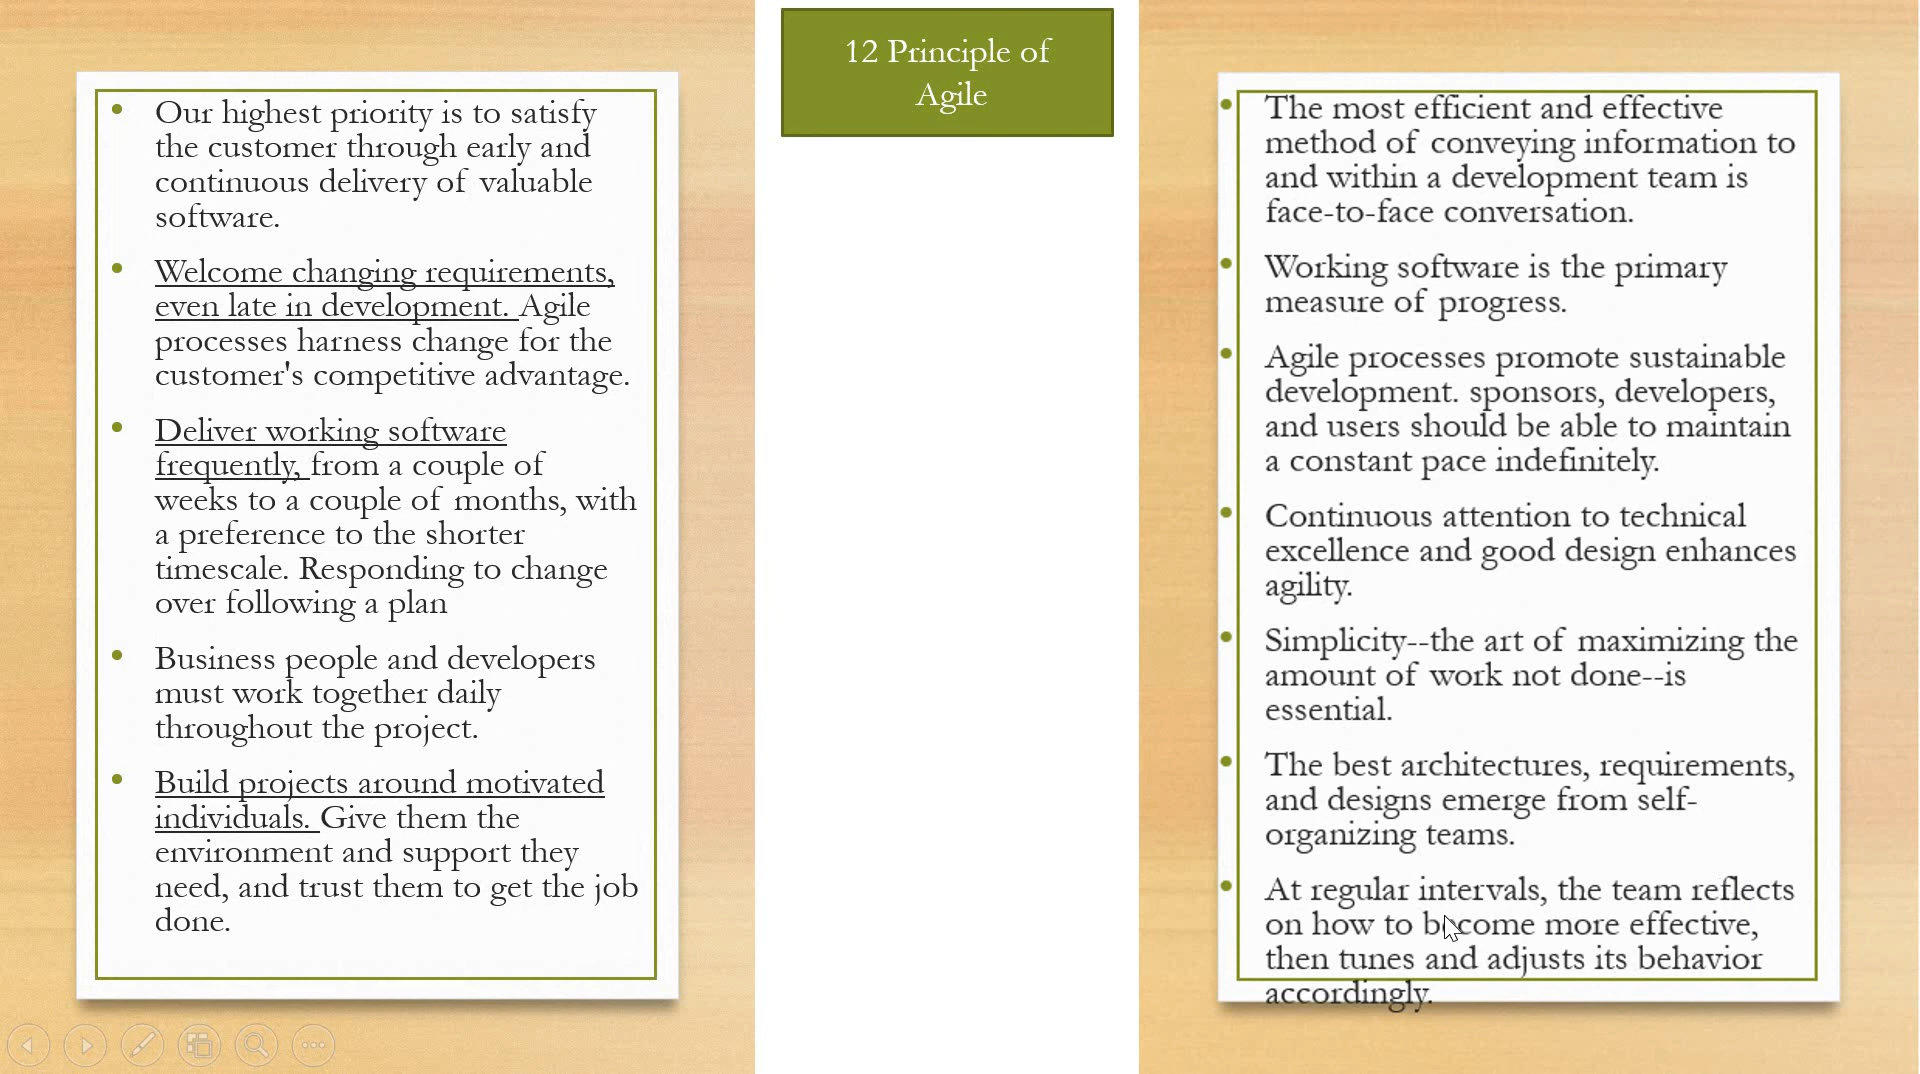 12 Principle of
Agile
• Our highest priority is to satisfy
the customer through early and
continuous delivery of valuable
software.
• Welcome changing requirements,
even late in development. Agile
processes harness change for the
customer's competitive advantage.
• Deliver working software
frequently, from a couple of
weeks to a couple of months, with
a preference to the shorter
timescale. Responding to change
over following a plan
• Business people and developers
must work together daily
throughout the project.
• Build projects around motivated
individuals. Give them the
environment and support they
need, and trust them to get the job
done.
• The most efficient and effective
method of conveying information to
and within a development team is
face-to-face conversation.
• Working software is the primary
measure of progress.
• Agile processes promote sustainable
development. sponsors, developers,
and users should be able to maintain
a constant pace indefinitely.
• Continuous attention to technical
excellence and good design enhances
agility.
• Simplicity--the art of maximizing the
amount of work not done--is
essential.
• The best architectures, requirements,
and designs emerge from self-
organizing teams.
• At regular intervals, the team reflects
on how to become more effective,
then tunes and adjusts its behavior
accordingly.